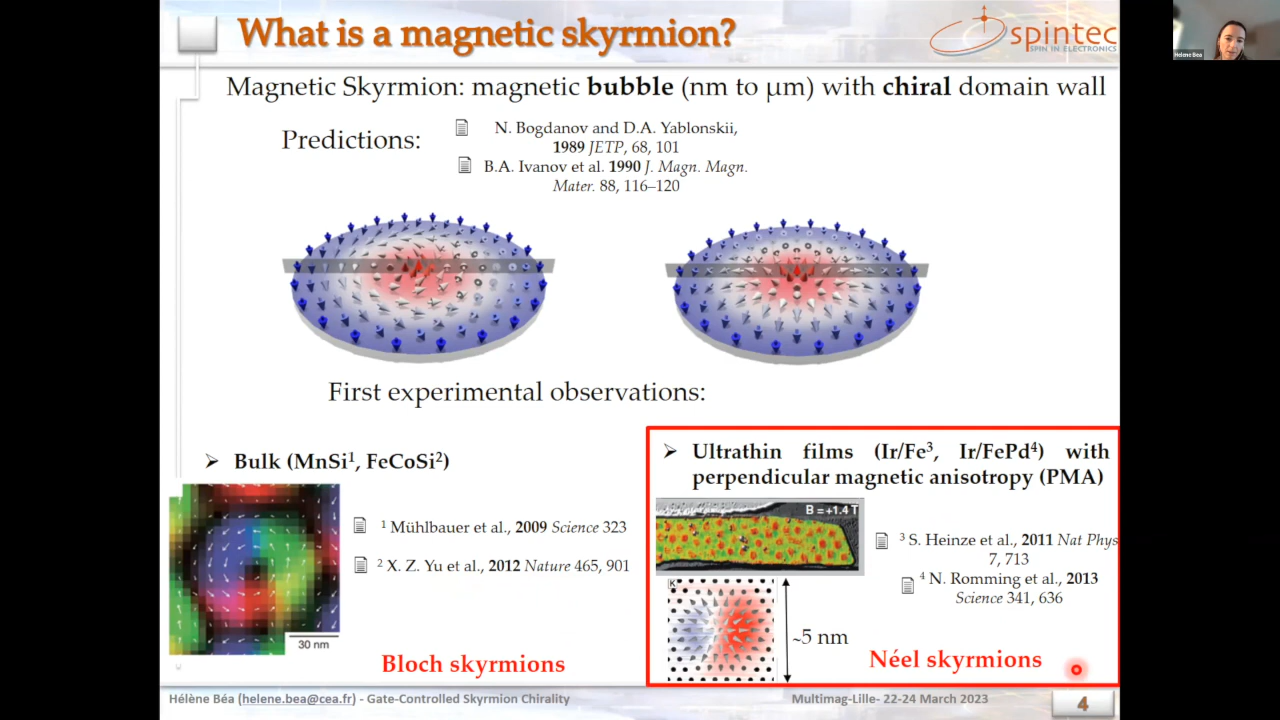 What is a magnetic skyrmion?
spintec
SPIN IN ELECTRONICS
Helene Bea
Magnetic Skyrmion: magnetic bubble (nm to µm) with chiral domain wall
Predictions:
N. Bogdanov and D.A. Yablonskii,
1989 JETP, 68, 101
B.A. Ivanov et al. 1990 J. Magn. Magn.
Mater. 88, 116–120
First experimental observations:
➢ Bulk (MnSi¹, FeCoSi²)
¹ Mühlbauer et al., 2009 Science 323
² X. Z. Yu et al., 2012 Nature 465, 901
30 nm
Bloch skyrmions
➢ Ultrathin films (Ir/Fe³, Ir/FePd⁴) with
perpendicular magnetic anisotropy (PMA)
B = +1.4 T
³ S. Heinze et al., 2011 Nat Phys
7, 713
⁴ N. Romming et al., 2013
Science 341, 636
K
~5 nm
Néel skyrmions
Hélène Béa (helene.bea@cea.fr) - Gate-Controlled Skyrmion Chirality
Multimag-Lille- 22-24 March 2023
4